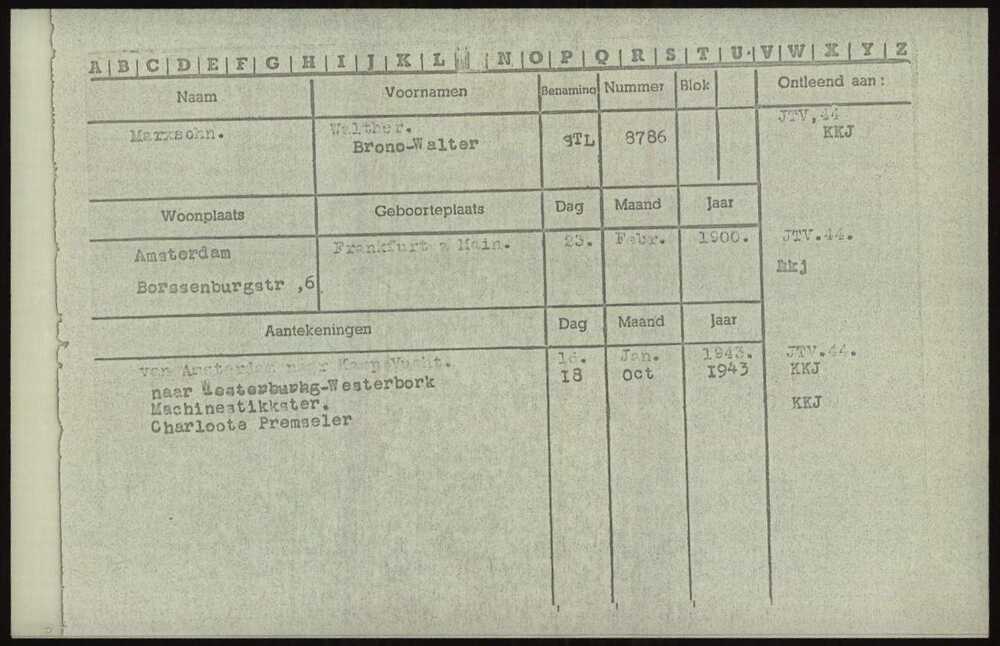 A|B|C|D|E|F|G|H|I|J|K|L| |N|O|P|Q|R|S|T|U|V|W|X|Y|Z
Naam Voornamen Benaming Nummer Blok Ontleend aan:
Marxsohn. Walther. JTV,44
Brono-Walter STL 8786 KKJ
Woonplaats Geboorteplaats Dag Maand Jaar
Amsterdam Frankfurt a Main. 23. Febr. 1900. JTV.44.
kkj
Borssenburgstr ,6
Aantekeningen Dag Maand Jaar
van Amsterdam naar Kamp Vucht. 16. Jan. 1943. JTV.44.
naar -Westerbork 18 Oct 1943 KKJ
Machinestikkster. KKJ
Charloote Premseler